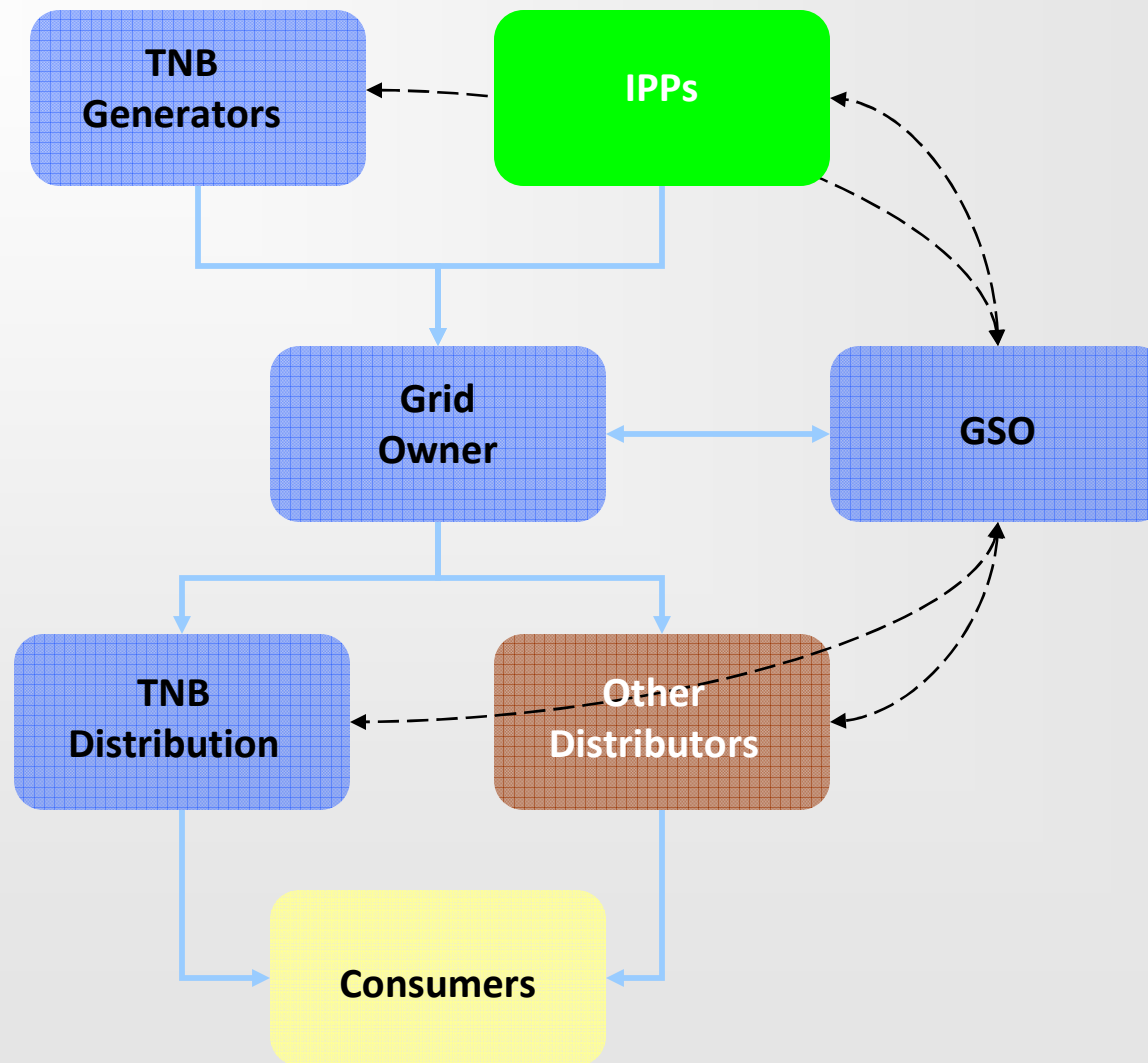 TNB
Generators
IPPs
Grid
Owner
GSO
TNB
Distribution
Other
Distributors
Consumers